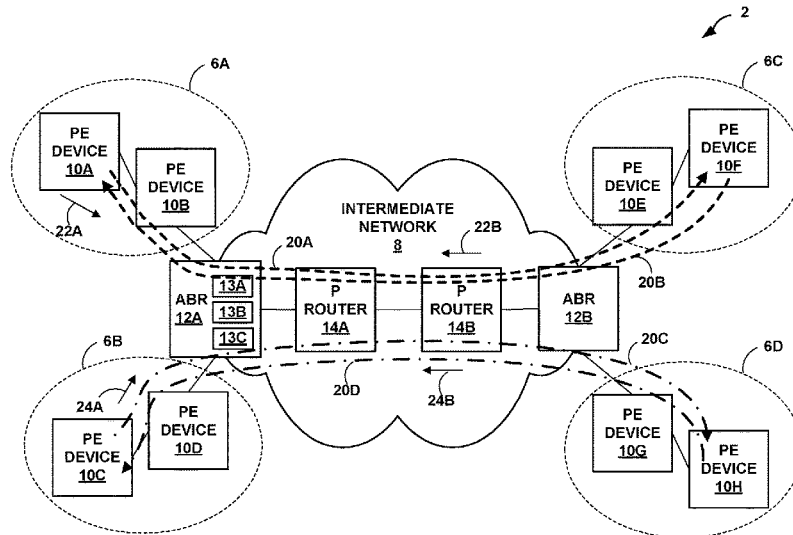 2
6A
6C
PE
DEVICE
10A
PE
DEVICE
10B
22A
PE
DEVICE
10E
PE
DEVICE
10F
INTERMEDIATE
NETWORK
8
22B
20A
20B
ABR
12A
13A
13B
13C
P
ROUTER
14A
P
ROUTER
14B
ABR
12B
6B
6D
24A
20D
24B
20C
PE
DEVICE
10C
PE
DEVICE
10D
PE
DEVICE
10G
PE
DEVICE
10H